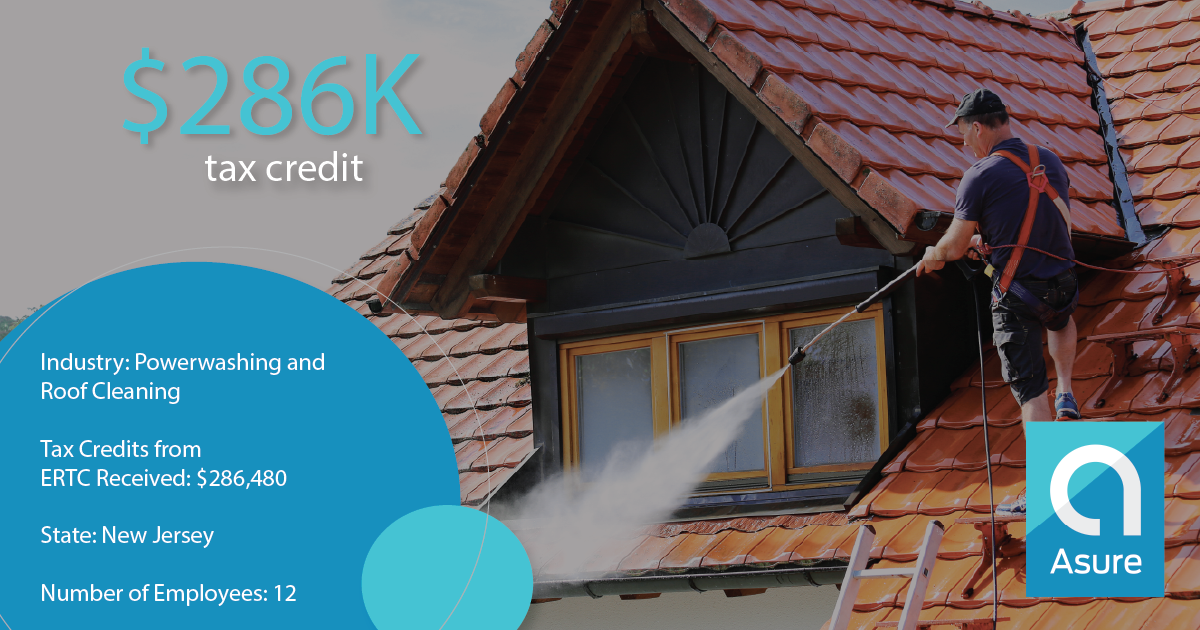 $286K
tax credit
Industry: Powerwashing and
Roof Cleaning
Tax Credits from
ERTC Received: $286,480
State: New Jersey
Number of Employees: 12
Asure